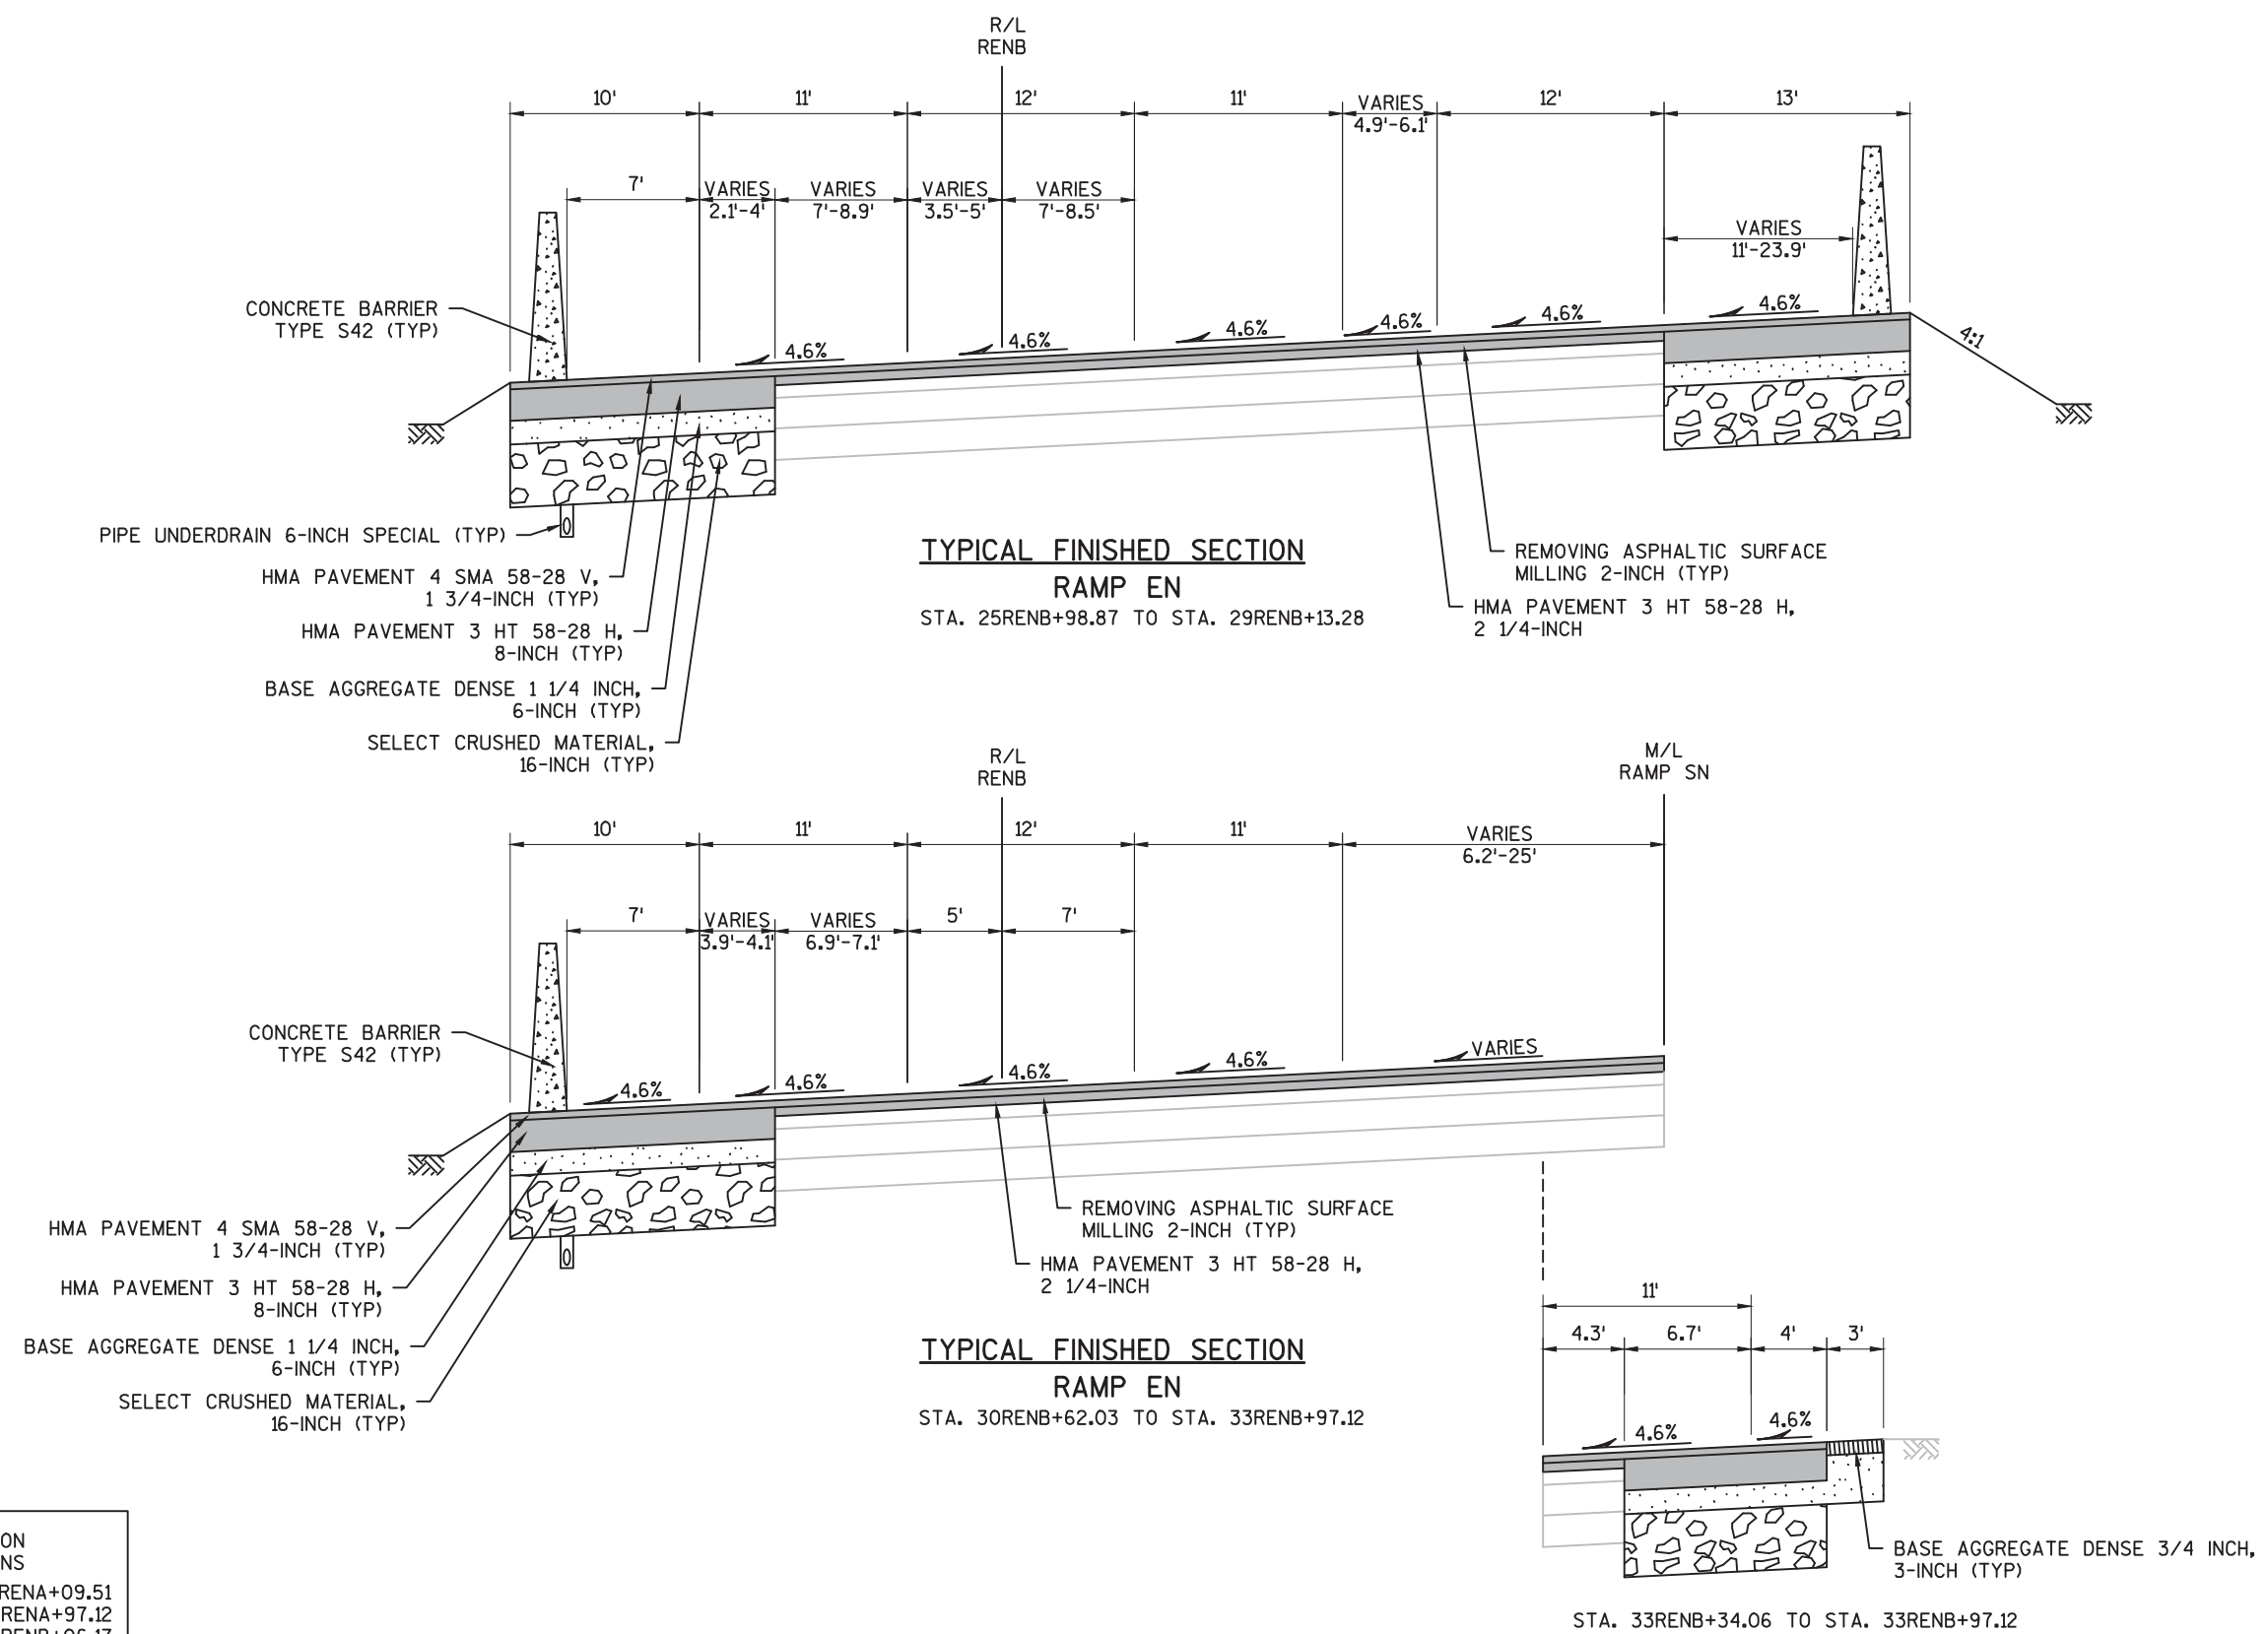 R/L
RENB
10'
11'
12'
11'
VARIES
4.9'-6.1'
12'
13'
7'
VARIES
2.1'-4'
VARIES
7'-8.9'
VARIES
3.5'-5'
VARIES
7'-8.5'
VARIES
11'-23.9'
CONCRETE BARRIER
TYPE S42 (TYP)
4.6%
4.6%
4.6%
4.6%
4.6%
4.6%
4:1
PIPE UNDERDRAIN 6-INCH SPECIAL (TYP)
HMA PAVEMENT 4 SMA 58-28 V,
1 3/4-INCH (TYP)
HMA PAVEMENT 3 HT 58-28 H,
8-INCH (TYP)
BASE AGGREGATE DENSE 1 1/4 INCH,
6-INCH (TYP)
SELECT CRUSHED MATERIAL,
16-INCH (TYP)
TYPICAL FINISHED SECTION
RAMP EN
STA. 25RENB+98.87 TO STA. 29RENB+13.28
REMOVING ASPHALTIC SURFACE
MILLING 2-INCH (TYP)
HMA PAVEMENT 3 HT 58-28 H,
2 1/4-INCH
R/L
RENB
M/L
RAMP SN
10'
11'
12'
11'
VARIES
6.2'-25'
7'
VARIES
3.9'-4.1'
VARIES
6.9'-7.1'
5'
7'
CONCRETE BARRIER
TYPE S42 (TYP)
4.6%
4.6%
4.6%
4.6%
VARIES
HMA PAVEMENT 4 SMA 58-28 V,
1 3/4-INCH (TYP)
HMA PAVEMENT 3 HT 58-28 H,
8-INCH (TYP)
BASE AGGREGATE DENSE 1 1/4 INCH,
6-INCH (TYP)
SELECT CRUSHED MATERIAL,
16-INCH (TYP)
REMOVING ASPHALTIC SURFACE
MILLING 2-INCH (TYP)
HMA PAVEMENT 3 HT 58-28 H,
2 1/4-INCH
TYPICAL FINISHED SECTION
RAMP EN
STA. 30RENB+62.03 TO STA. 33RENB+97.12
11'
4.3'
6.7'
4'
3'
4.6%
4.6%
BASE AGGREGATE DENSE 3/4 INCH,
3-INCH (TYP)
STA. 33RENB+34.06 TO STA. 33RENB+97.12
ON
NS
RENA+09.51
RENA+97.12